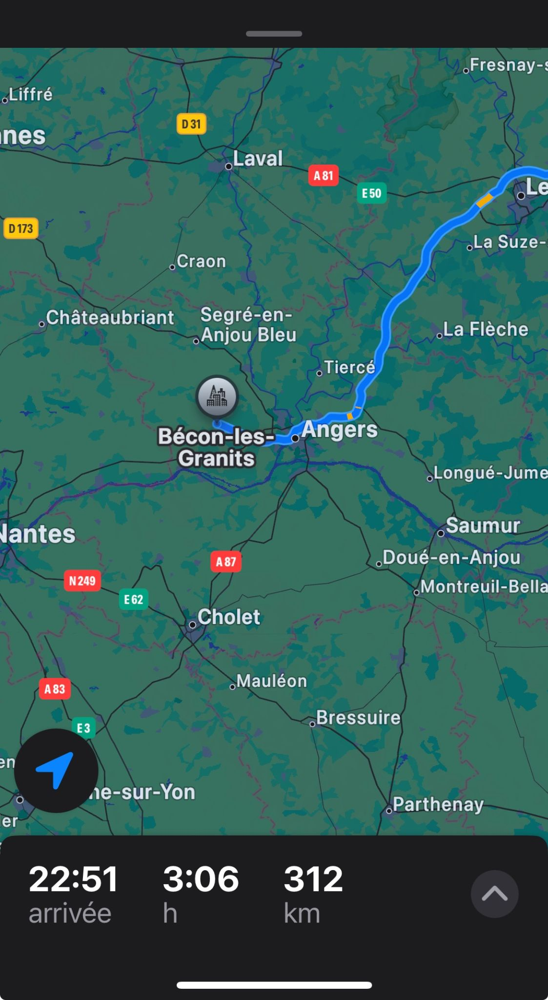 Fresnay-s
Liffré
D 31
nnes
Laval
A 81
E 50
Le
D 173
La Suze-
Craon
Châteaubriant
Segré-en-
Anjou Bleu
La Flèche
Tiercé
Bécon-les-
Granits
Angers
Longué-Jume
Nantes
Saumur
Doué-en-Anjou
A 87
N 249
Montreuil-Bella
E 62
Cholet
Mauléon
A 83
Bressuire
E 3
en
ne-sur-Yon
Parthenay
er
22:51
arrivée
3:06
h
312
km